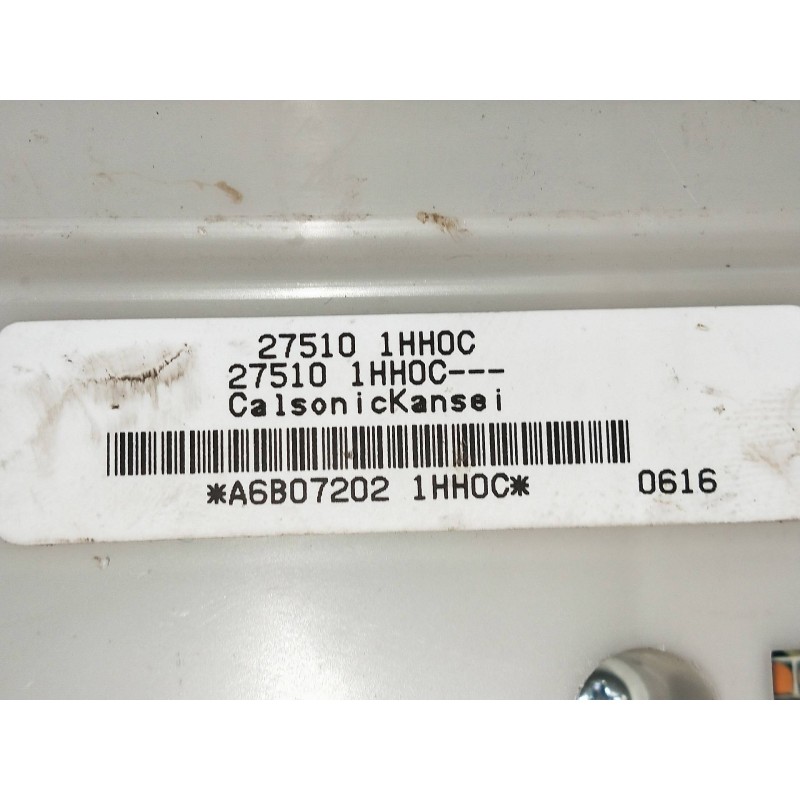 27510 1HH0C
27510 1HH0C---
CalsonicKansei
*A6B07202 1HH0C* 0616